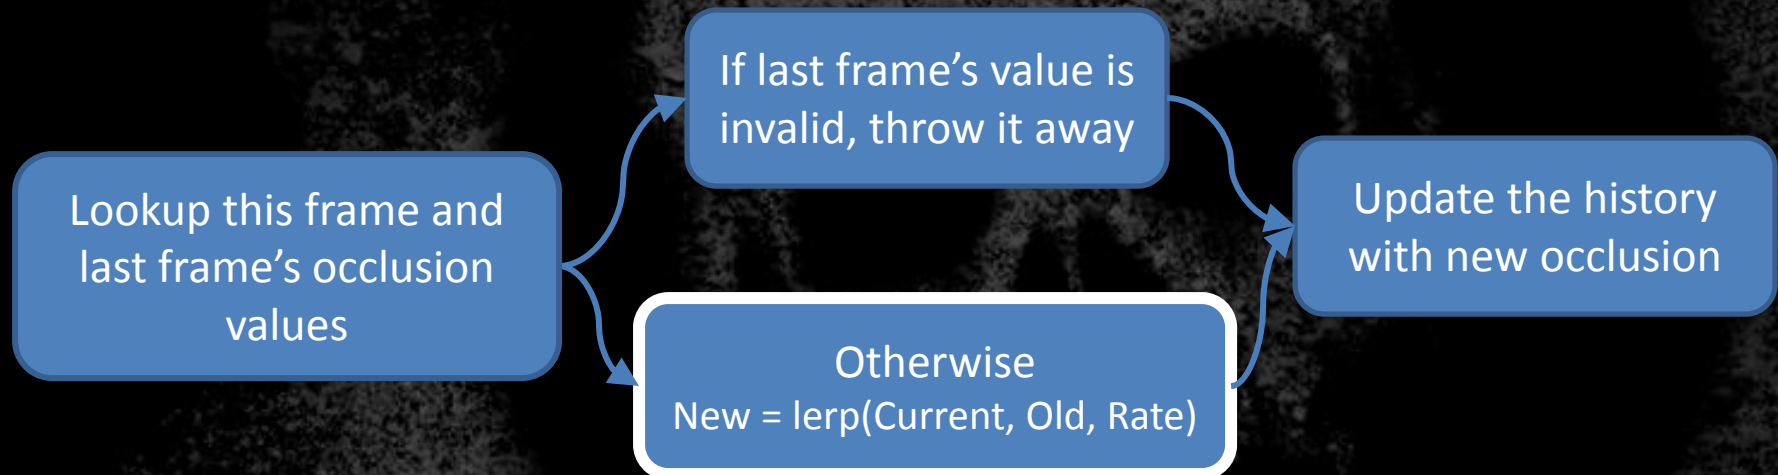 Lookup this frame and
last frame’s occlusion
values
If last frame’s value is
invalid, throw it away
Otherwise
New = lerp(Current, Old, Rate)
Update the history
with new occlusion